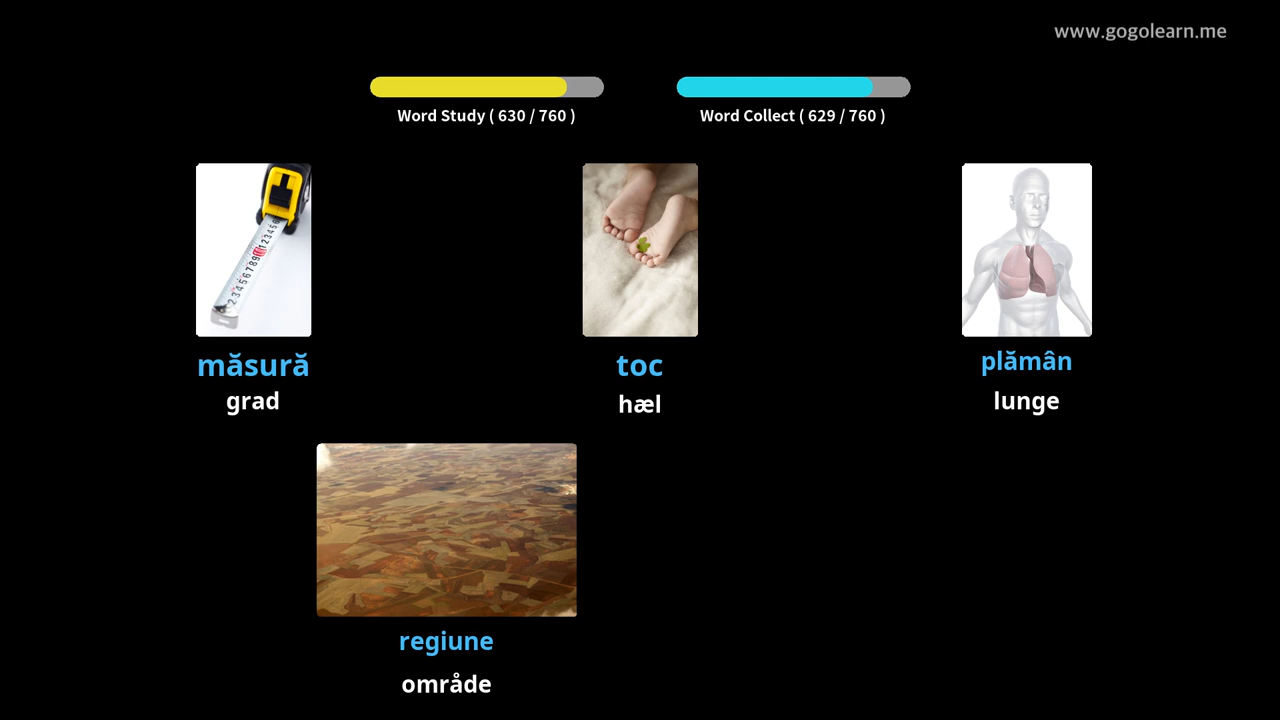 www.gogolearn.me
Word Study ( 630 / 760 )
Word Collect ( 629 / 760 )
măsură
grad
toc
hæl
plămân
lunge
regiune
område